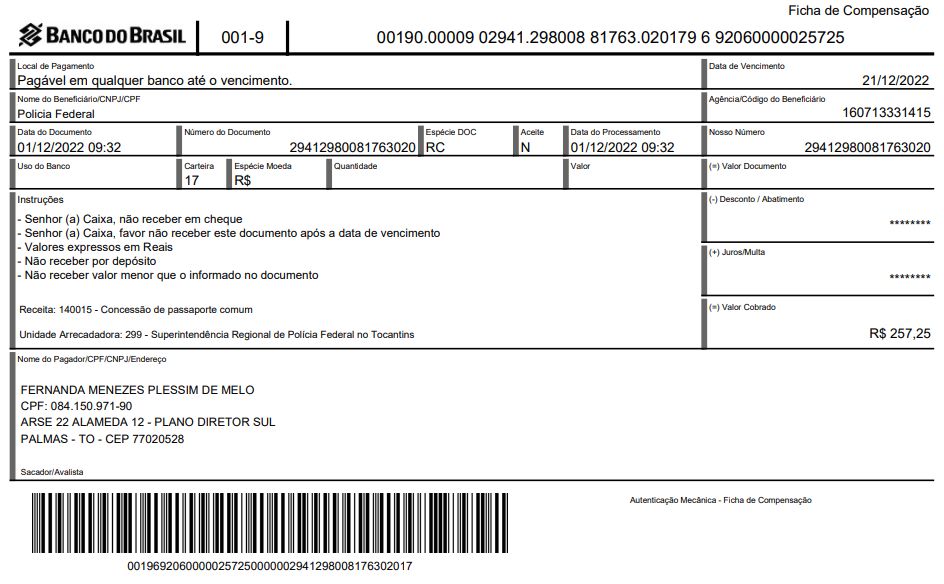 Ficha de Compensação
BANCO DO BRASIL 001-9 00190.00009 02941.298008 81763.020179 6 92060000025725
Local de Pagamento Data de Vencimento
Pagável em qualquer banco até o vencimento. 21/12/2022
Nome do Beneficiário/CNPJ/CPF Agência/Código do Beneficiário
Policia Federal 160713331415
Data do Documento Número do Documento Espécie DOC Aceite Data do Processamento Nosso Número
01/12/2022 09:32 29412980081763020 RC N 01/12/2022 09:32 29412980081763020
Uso do Banco Carteira Espécie Moeda Quantidade Valor (=) Valor Documento
17 R$
Instruções (-) Desconto / Abatimento
- Senhor (a) Caixa, não receber em cheque ********
- Senhor (a) Caixa, favor não receber este documento após a data de vencimento
- Valores expressos em Reais (+) Juros/Multa
- Não receber por depósito
- Não receber valor menor que o informado no documento ********
Receita: 140015 - Concessão de passaporte comum (=) Valor Cobrado
Unidade Arrecadadora: 299 - Superintendência Regional de Polícia Federal no Tocantins R$ 257,25
Nome do Pagador/CPF/CNPJ/Endereço
FERNANDA MENEZES PLESSIM DE MELO
CPF: 084.150.971-90
ARSE 22 ALAMEDA 12 - PLANO DIRETOR SUL
PALMAS - TO - CEP 77020528
Sacador/Avalista
Autenticação Mecânica - Ficha de Compensação
00196920600000257250000002941298008176302017